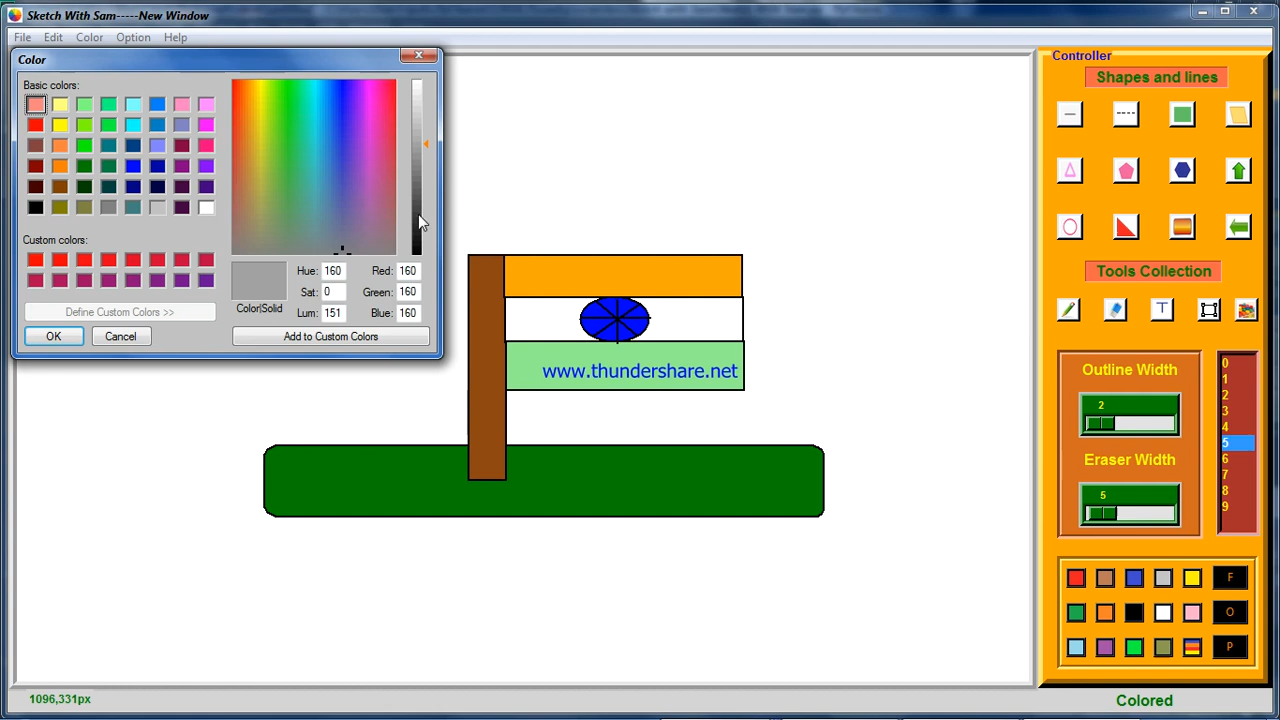 Sketch With Sam-----New Window
File Edit Color Option Help
Color
Basic colors:
Custom colors:
Define Custom Colors >>
OK Cancel
Color|Solid
Hue: 160 Red: 160
Sat: 0 Green: 160
Lum: 151 Blue: 160
Add to Custom Colors
www.thundershare.net
Controller
Shapes and lines
Tools Collection
T
Outline Width
2
Eraser Width
5
0
1
2
3
4
5
6
7
8
9
F
O
P
1096,331px
Colored